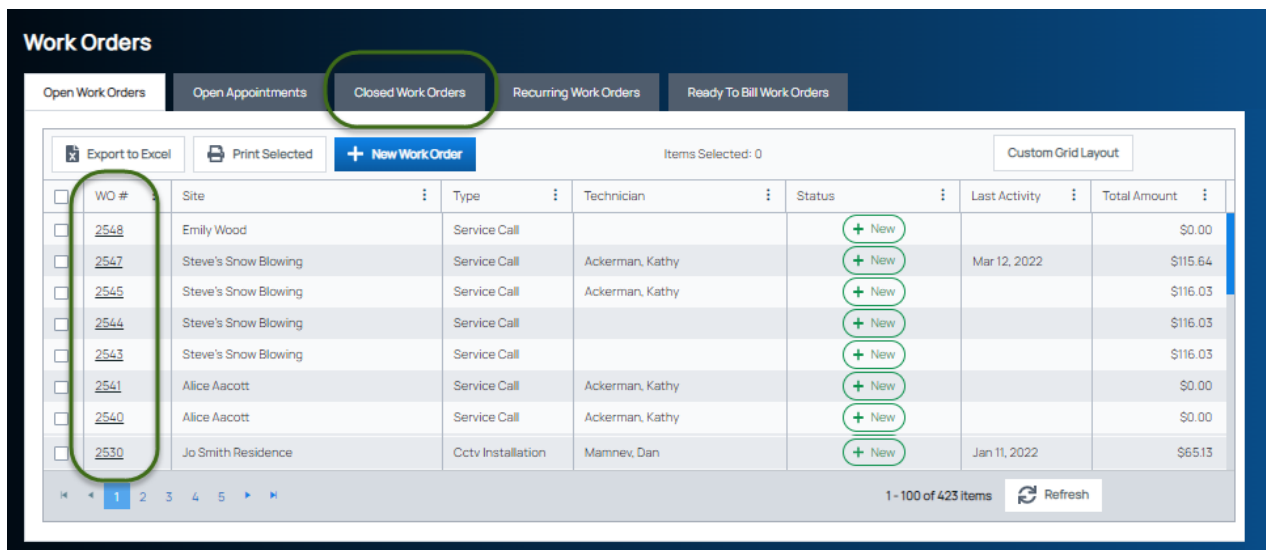 Work Orders
Open Work Orders Open Appointments Closed Work Orders Recurring Work Orders Ready To Bill Work Orders
Export to Excel Print Selected + New Work Order Items Selected: 0 Custom Grid Layout
WO # Site Type Technician Status Last Activity Total Amount
2548 Emily Wood Service Call + New $0.00
2547 Steve's Snow Blowing Service Call Ackerman, Kathy + New Mar 12, 2022 $115.64
2545 Steve's Snow Blowing Service Call Ackerman, Kathy + New $116.03
2544 Steve's Snow Blowing Service Call + New $116.03
2543 Steve's Snow Blowing Service Call + New $116.03
2541 Alice Aacott Service Call Ackerman, Kathy + New $0.00
2540 Alice Aacott Service Call Ackerman, Kathy + New $0.00
2530 Jo Smith Residence Cctv Installation Mamnev, Dan + New Jan 11, 2022 $65.13
1 2 3 4 5 1 - 100 of 423 items Refresh